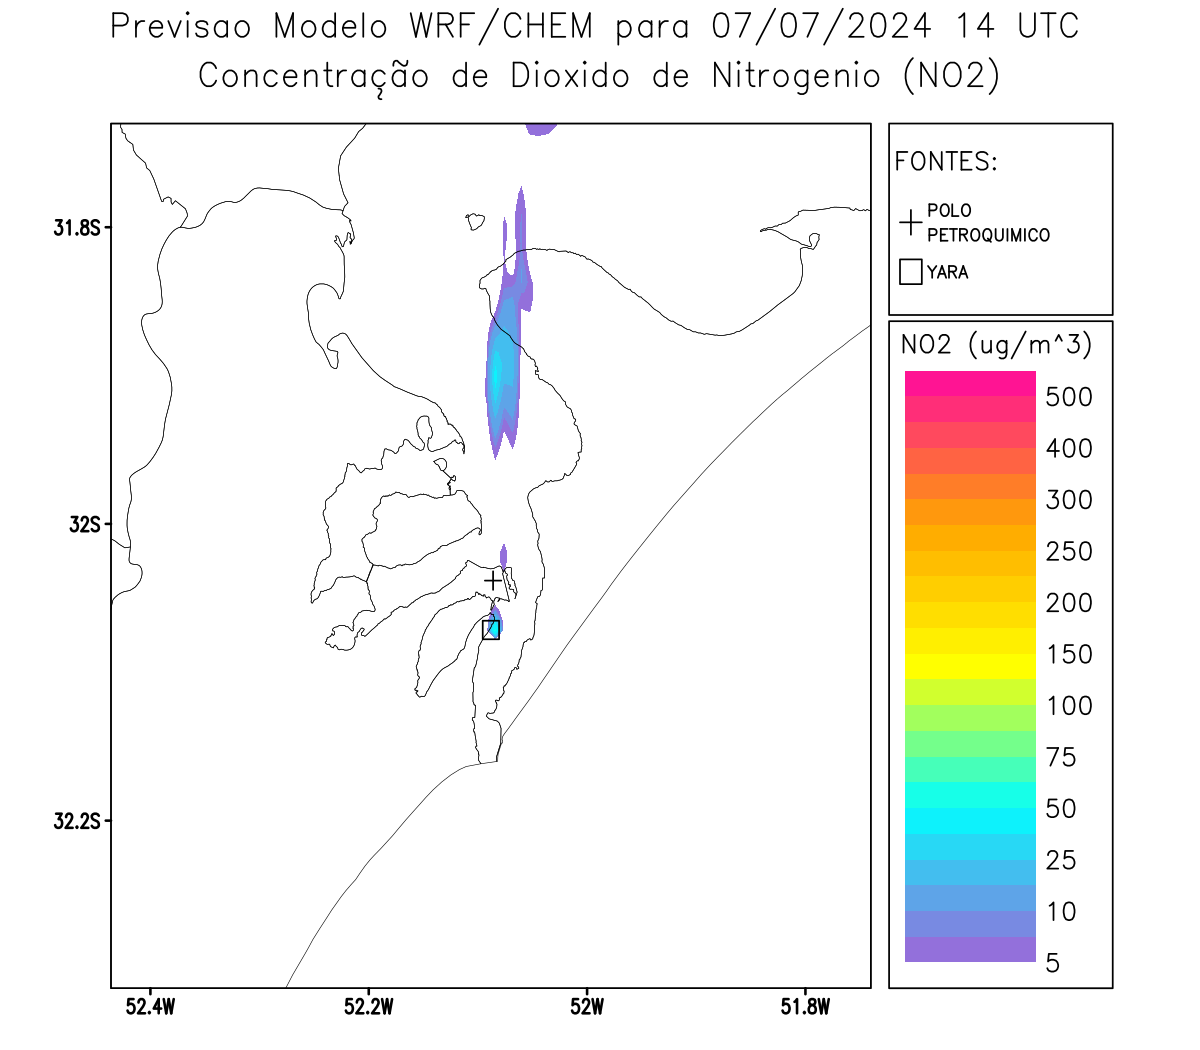 Previsao Modelo WRF/CHEM para 07/07/2024 14 UTC
Concentração de Dioxido de Nitrogenio (NO2)
FONTES:
POLO
PETROQUIMICO
YARA
NO2 (ug/m^3)
500
400
300
250
200
150
100
75
50
25
10
5
31.8S
32S
32.2S
52.4W
52.2W
52W
51.8W